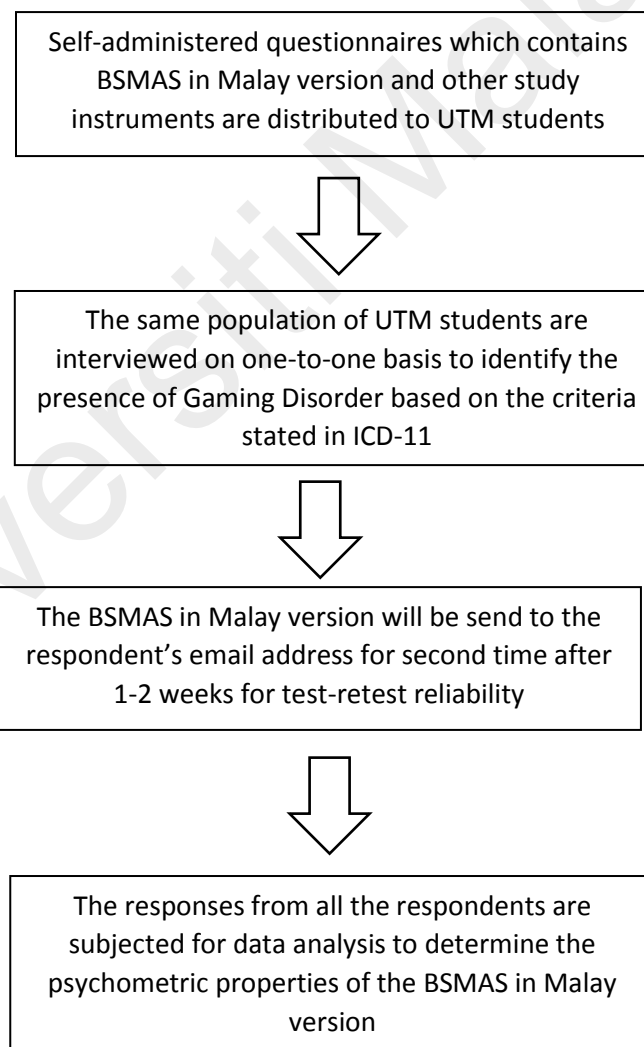 Self-administered questionnaires which contains
BSMAS in Malay version and other study
instruments are distributed to UTM students
The same population of UTM students are
interviewed on one-to-one basis to identify the
presence of Gaming Disorder based on the criteria
stated in ICD-11
The BSMAS in Malay version will be send to the
respondent’s email address for second time after
1-2 weeks for test-retest reliability
The responses from all the respondents are
subjected for data analysis to determine the
psychometric properties of the BSMAS in Malay
version